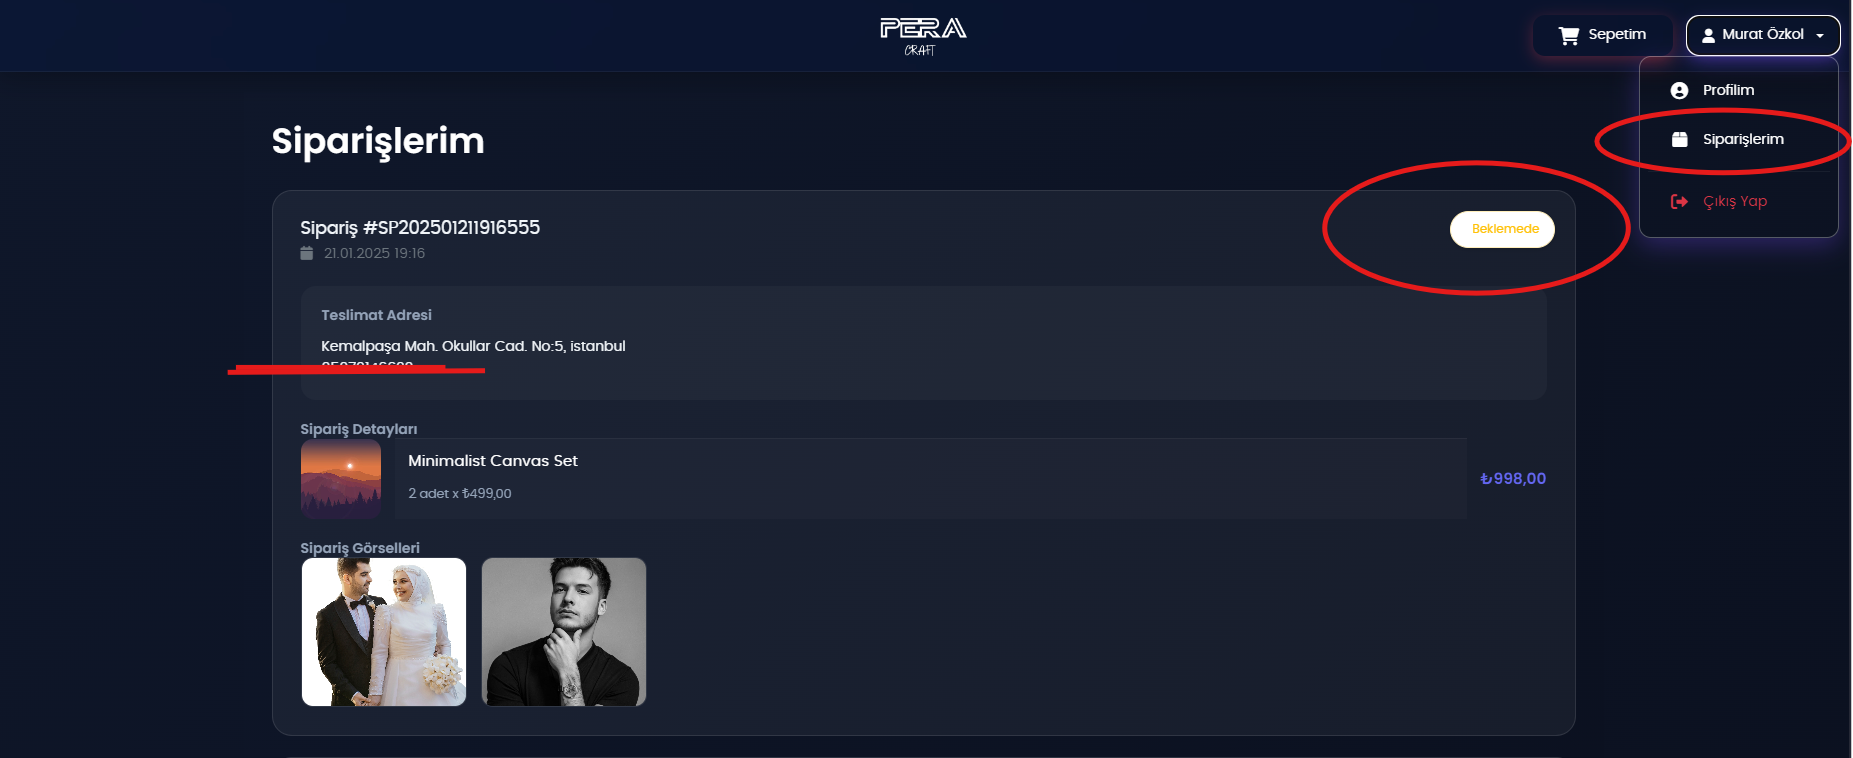 PERA
CRAFT
Sepetim
Murat Özkol
Profilim
Siparişlerim
Çıkış Yap
Siparişlerim
Sipariş #SP202501211916555
Beklemede
21.01.2025 19:16
Teslimat Adresi
Kemalpaşa Mah. Okullar Cad. No:5, istanbul
Sipariş Detayları
Minimalist Canvas Set
2 adet x ₺499,00
₺998,00
Sipariş Görselleri